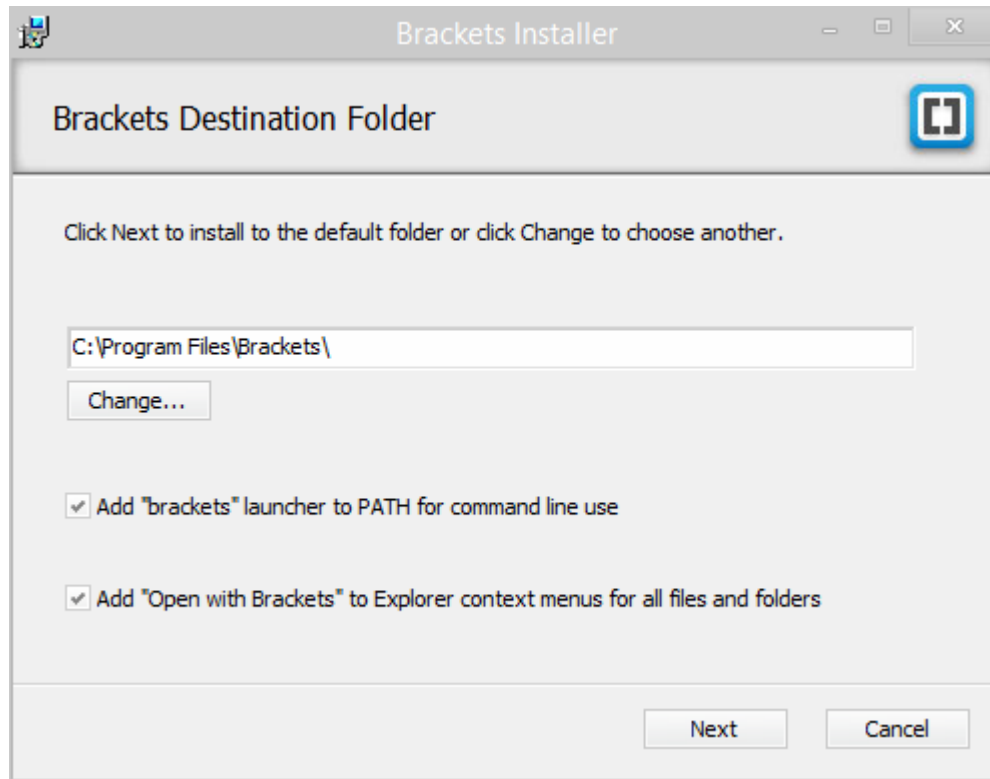 Brackets Installer
Brackets Destination Folder
Click Next to install to the default folder or click Change to choose another.
C:\Program Files\Brackets\
Change...
Add "brackets" launcher to PATH for command line use
Add "Open with Brackets" to Explorer context menus for all files and folders
Next Cancel